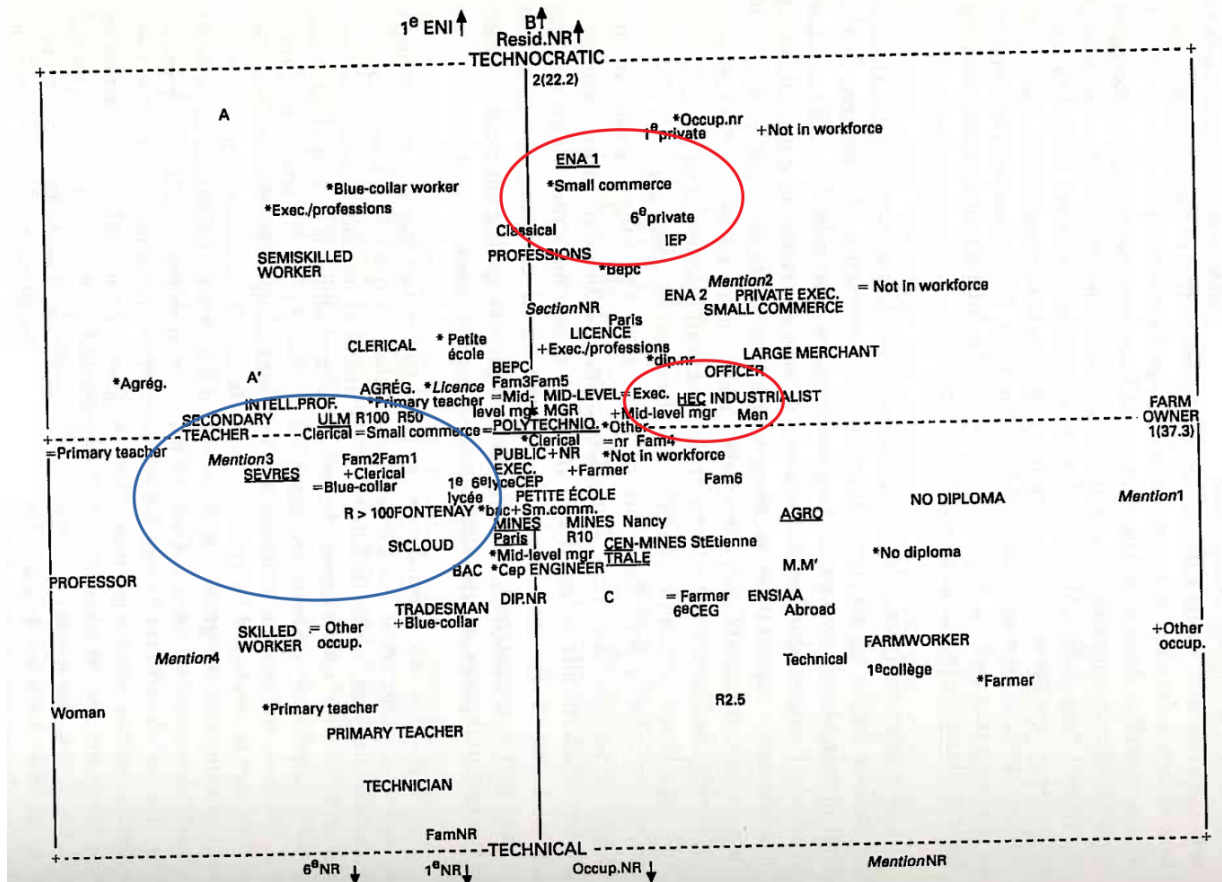 1e ENI
B
Resid.NR
TECHNOCRATIC
2(22.2)
A
*Occup.nr
1e private
+Not in workforce
ENA 1
*Blue-collar worker
*Small commerce
*Exec./professions
6e private
Classical
IEP
SEMISKILLED
WORKER
PROFESSIONS
*Bepc
Mention2
ENA 2
PRIVATE EXEC.
= Not in workforce
SectionNR
SMALL COMMERCE
Paris
LICENCE
CLERICAL
* Petite
école
+Exec./professions
*dip.nr
LARGE MERCHANT
BEPC
OFFICER
*Agrég.
A'
AGRÉG.
*Licence
Fam3Fam5
INTELL.PROF.
*Primary teacher
=Mid-
level mgr
MID-LEVEL
MGR
= Exec.
HEC
INDUSTRIALIST
FARM
OWNER
1(37.3)
SECONDARY
TEACHER
ULM R100 R50
+Mid-level mgr
Men
Clerical
=Small commerce
=POLYTECHNIQ.
*Other
*Clerical
=nr Fam4
=Primary teacher
Mention3
Fam2Fam1
PUBLIC
EXEC.
+NR
*Not in workforce
SEVRES
+Clerical
+Farmer
=Blue-collar
1e
lycée
6e lyce
CEP
Fam6
PETITE ÉCOLE
NO DIPLOMA
Mention1
R > 100
FONTENAY
*bac
+Sm.comm.
AGRO
MINES
Paris
MINES Nancy
R10
StCLOUD
CEN-
TRALE
MINES StEtienne
*Mid-level mgr
*No diploma
PROFESSOR
BAC
*Cep
ENGINEER
M.M'
DIP.NR
C
= Farmer
ENSIAA
TRADESMAN
6eCEG
Abroad
+Blue-collar
SKILLED
WORKER
= Other
occup.
FARMWORKER
+Other
occup.
Mention4
Technical
1e collège
*Farmer
R2.5
Woman
*Primary teacher
PRIMARY TEACHER
TECHNICIAN
FamNR
TECHNICAL
6eNR
1eNR
Occup.NR
MentionNR